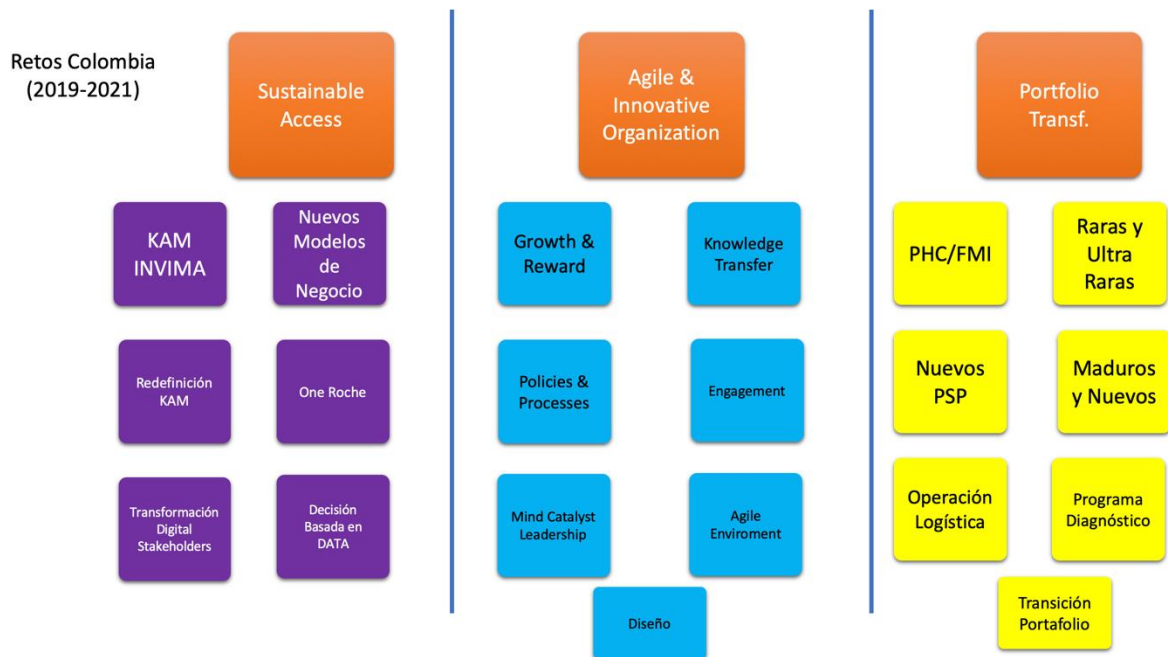 Retos Colombia
(2019-2021)
Sustainable
Access
KAM
INVIMA
Nuevos
Modelos
de
Negocio
Redefinición
KAM
One Roche
Transformación
Digital
Stakeholders
Decisión
Basada en
DATA
Agile &
Innovative
Organization
Growth &
Reward
Knowledge
Transfer
Policies &
Processes
Engagement
Mind Catalyst
Leadership
Agile
Enviroment
Diseño
Portfolio
Transf.
PHC/FMI
Raras y
Ultra
Raras
Nuevos
PSP
Maduros
y Nuevos
Operación
Logística
Programa
Diagnóstico
Transición
Portafolio